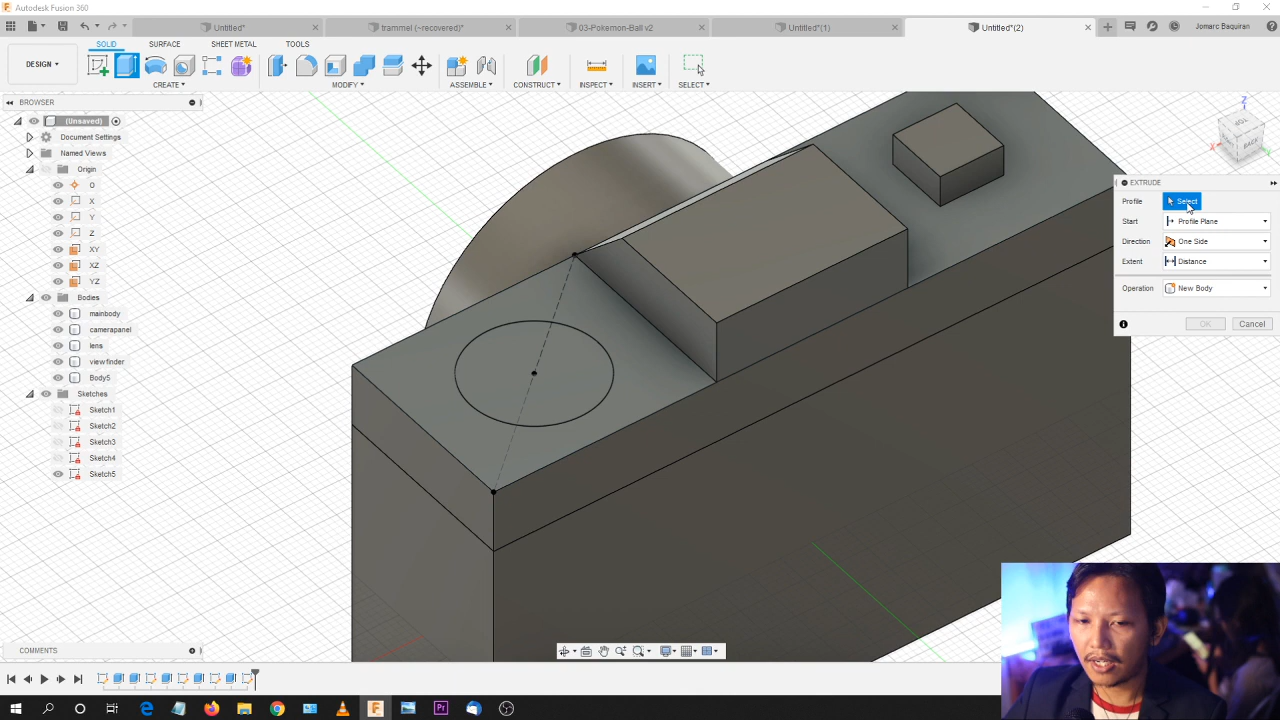 Autodesk Fusion 360
Untitled*
trammel (~recovered)*
03-Pokemon-Ball v2
Untitled*(1)
Untitled*(2)
Jomarc Baquiran
SOLID
SURFACE
SHEET METAL
TOOLS
DESIGN
CREATE
MODIFY
ASSEMBLE
CONSTRUCT
INSPECT
INSERT
SELECT
BROWSER
(Unsaved)
Document Settings
Named Views
Origin
O
X
Y
Z
XY
XZ
YZ
Bodies
mainbody
camerapanel
lens
viewfinder
Body5
Sketches
Sketch1
Sketch2
Sketch3
Sketch4
Sketch5
Z
TOP
BACK
X
Y
EXTRUDE
Profile Select
Start Profile Plane
Direction One Side
Extent Distance
Operation New Body
OK Cancel
COMMENTS